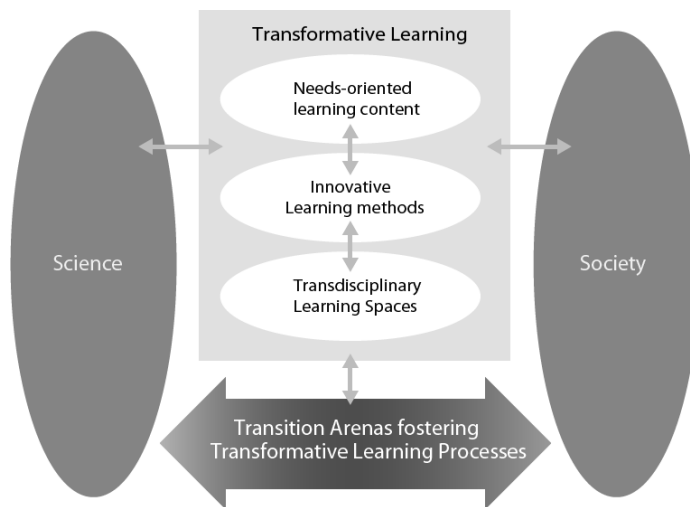 Transformative Learning
Needs-oriented
learning content
Innovative
Learning methods
Science
Society
Transdisciplinary
Learning Spaces
Transition Arenas fostering
Transformative Learning Processes